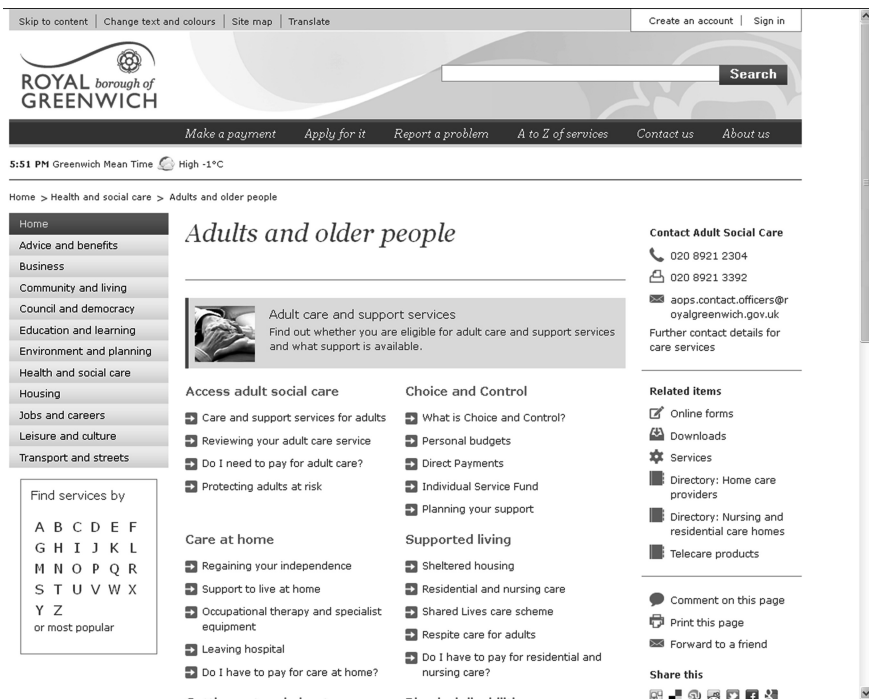 Skip to content | Change text and colours | Site map | Translate
Create an account | Sign in
ROYAL borough of
GREENWICH
Search
Make a payment Apply for it Report a problem A to Z of services Contact us About us
5:51 PM Greenwich Mean Time High -1°C
Home > Health and social care > Adults and older people
Home
Advice and benefits
Business
Community and living
Council and democracy
Education and learning
Environment and planning
Health and social care
Housing
Jobs and careers
Leisure and culture
Transport and streets
Find services by
A B C D E F
G H I J K L
M N O P Q R
S T U V W X
Y Z
or most popular
Adults and older people
Adult care and support services
Find out whether you are eligible for adult care and support services
and what support is available.
Access adult social care
Care and support services for adults
Reviewing your adult care service
Do I need to pay for adult care?
Protecting adults at risk
Choice and Control
What is Choice and Control?
Personal budgets
Direct Payments
Individual Service Fund
Planning your support
Care at home
Regaining your independence
Support to live at home
Occupational therapy and specialist
equipment
Leaving hospital
Do I have to pay for care at home?
Supported living
Sheltered housing
Residential and nursing care
Shared Lives care scheme
Respite care for adults
Do I have to pay for residential and
nursing care?
Contact Adult Social Care
020 8921 2304
020 8921 3392
aops.contact.officers@r
oyalgreenwich.gov.uk
Further contact details for
care services
Related items
Online forms
Downloads
Services
Directory: Home care
providers
Directory: Nursing and
residential care homes
Telecare products
Comment on this page
Print this page
Forward to a friend
Share this